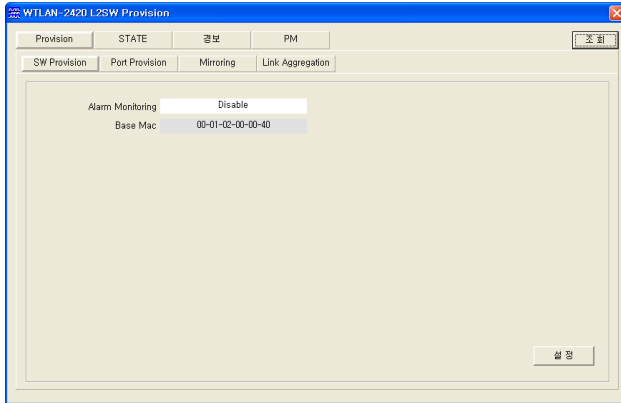 WTLAN-2420 L2SW Provision
Provision STATE 경보 PM 조 회
SW Provision Port Provision Mirroring Link Aggregation
Alarm Monitoring Disable
Base Mac 00-01-02-00-00-40
설 정